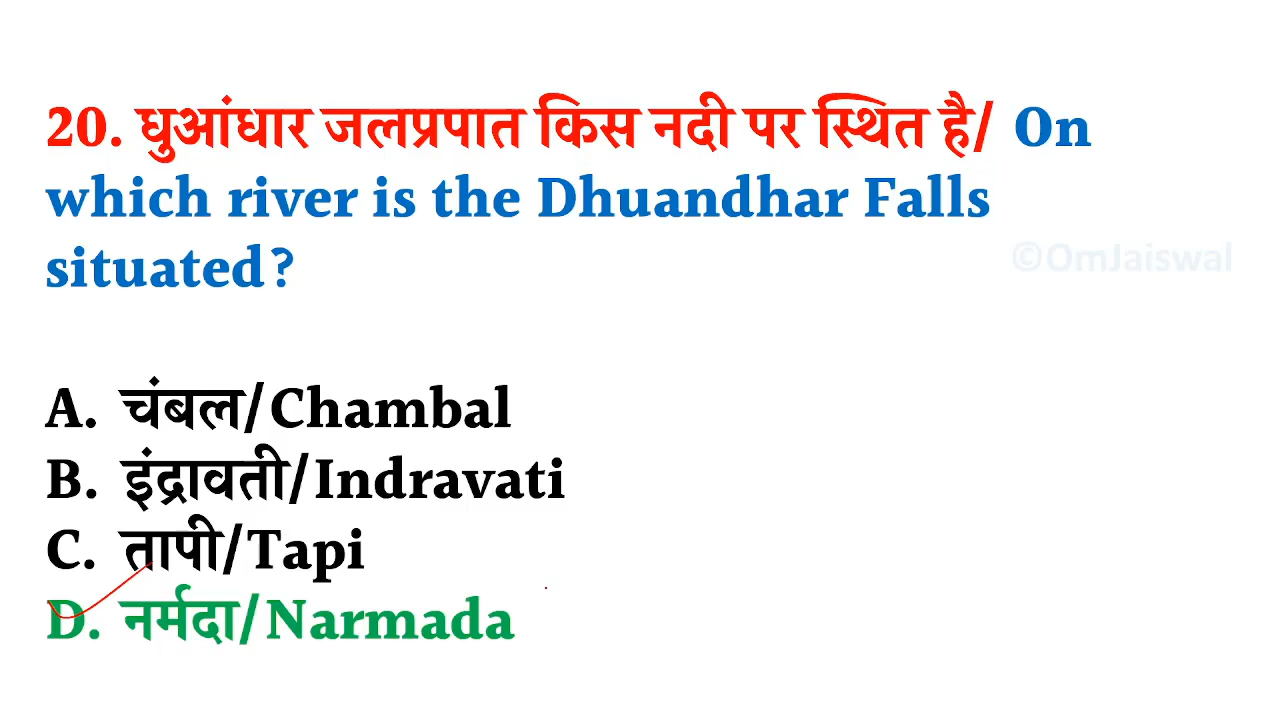 20. धुआंधार जलप्रपात किस नदी पर स्थित है/ On
which river is the Dhuandhar Falls
situated?
©OmJaiswal
A. चंबल/Chambal
B. इंद्रावती/Indravati
C. तापी/Tapi
D. नर्मदा/Narmada